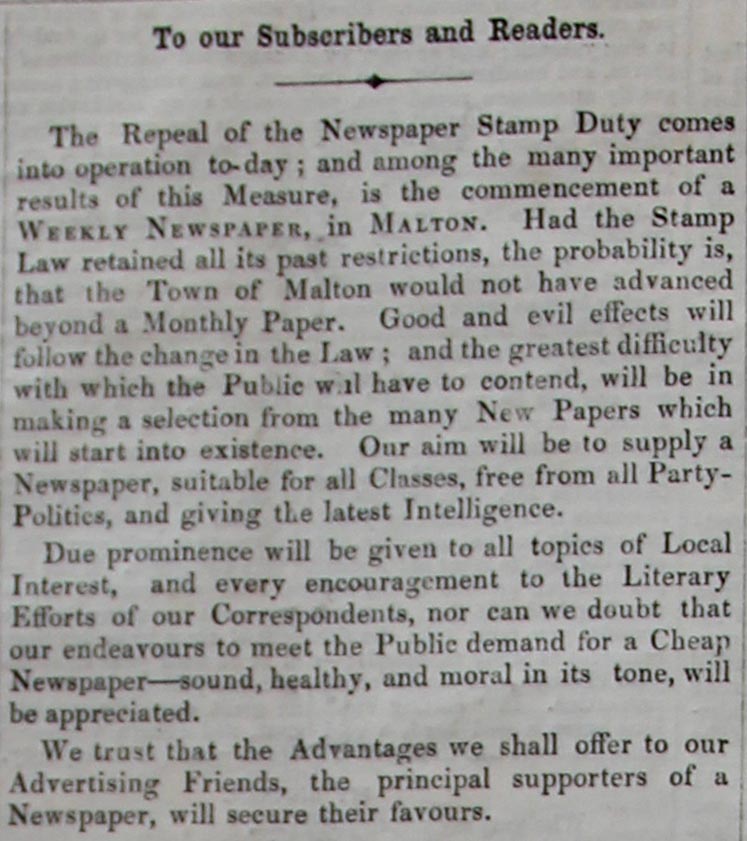 To our Subscribers and Readers.
The Repeal of the Newspaper Stamp Duty comes
into operation to-day ; and among the many important
results of this Measure, is the commencement of a
WEEKLY NEWSPAPER, in MALTON. Had the Stamp
Law retained all its past restrictions, the probability is,
that the Town of Malton would not have advanced
beyond a Monthly Paper. Good and evil effects will
follow the change in the Law ; and the greatest difficulty
with which the Public will have to contend, will be in
making a selection from the many New Papers which
will start into existence. Our aim will be to supply a
Newspaper, suitable for all Classes, free from all Party-
Politics, and giving the latest Intelligence.
Due prominence will be given to all topics of Local
Interest, and every encouragement to the Literary
Efforts of our Correspondents, nor can we doubt that
our endeavours to meet the Public demand for a Cheap
Newspaper—sound, healthy, and moral in its tone, will
be appreciated.
We trust that the Advantages we shall offer to our
Advertising Friends, the principal supporters of a
Newspaper, will secure their favours.